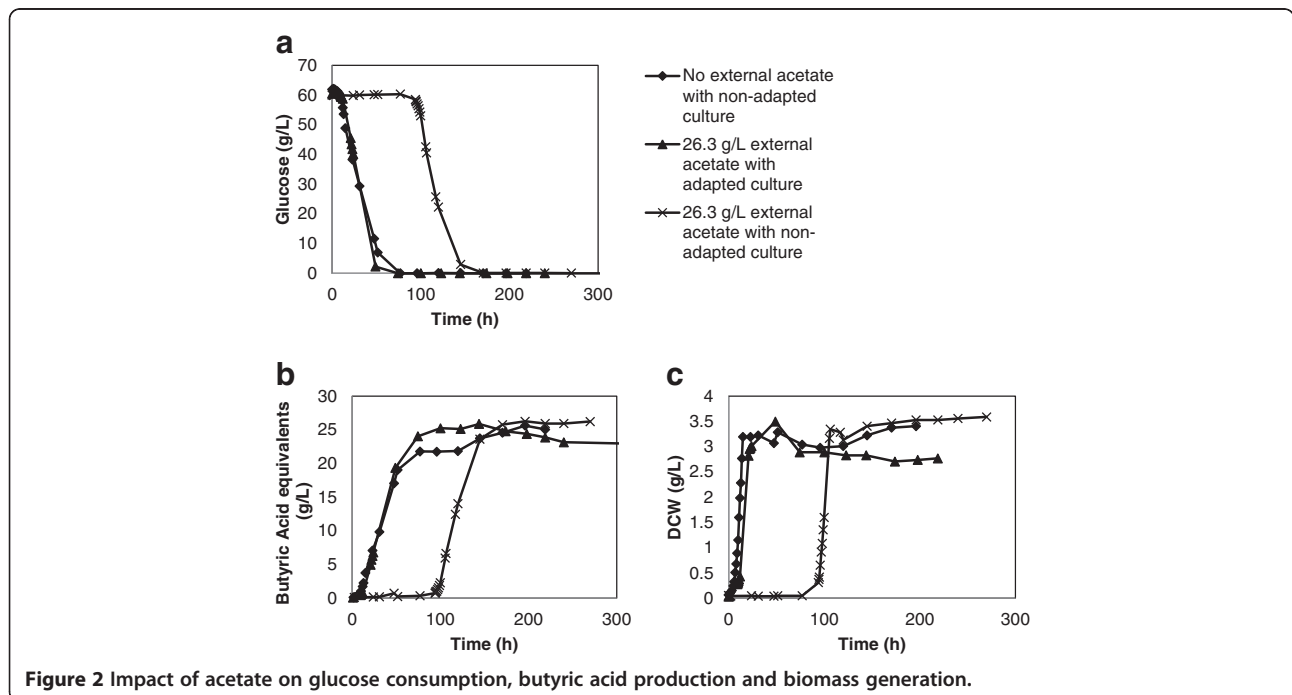 a
70
60
50
40
30
20
10
0
Glucose (g/L)
0 100 200 300
Time (h)
No external acetate
with non-adapted
culture
26.3 g/L external
acetate with
adapted culture
26.3 g/L external
acetate with non-
adapted culture
b
30
25
20
15
10
5
0
Butyric Acid equivalents
(g/L)
0 100 200 300
Time (h)
c
4
3.5
3
2.5
2
1.5
1
0.5
0
DCW (g/L)
0 100 200 300
Time (h)
Figure 2 Impact of acetate on glucose consumption, butyric acid production and biomass generation.